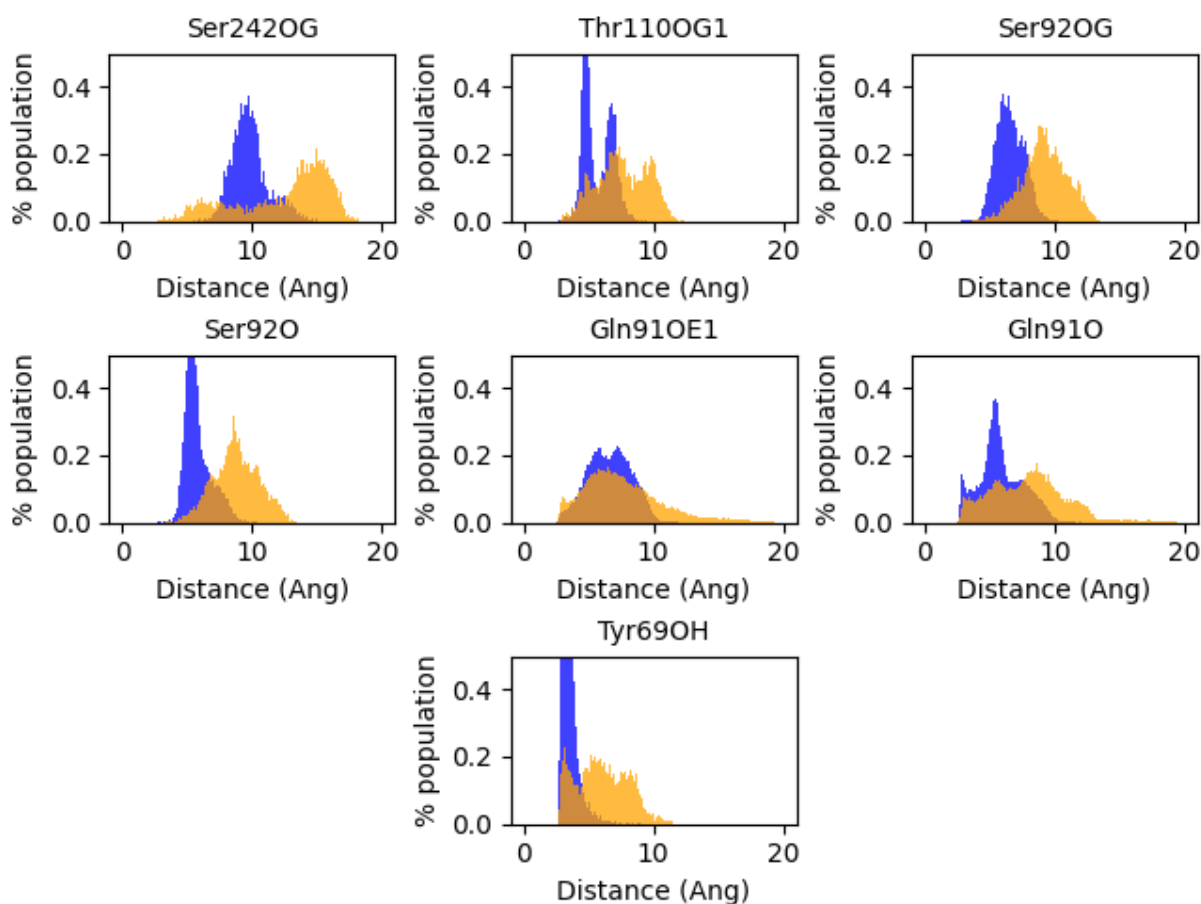 Ser242OG Thr110OG1 Ser92OG
% population 0.4 0.2 0.0 % population 0.4 0.2 0.0 % population 0.4 0.2 0.0
0 10 20 0 10 20 0 10 20
Distance (Ang) Distance (Ang) Distance (Ang)
Ser92O Gln91OE1 Gln91O
% population 0.4 0.2 0.0 % population 0.4 0.2 0.0 % population 0.4 0.2 0.0
0 10 20 0 10 20 0 10 20
Distance (Ang) Distance (Ang) Distance (Ang)
Tyr69OH
% population 0.4 0.2 0.0
0 10 20
Distance (Ang)